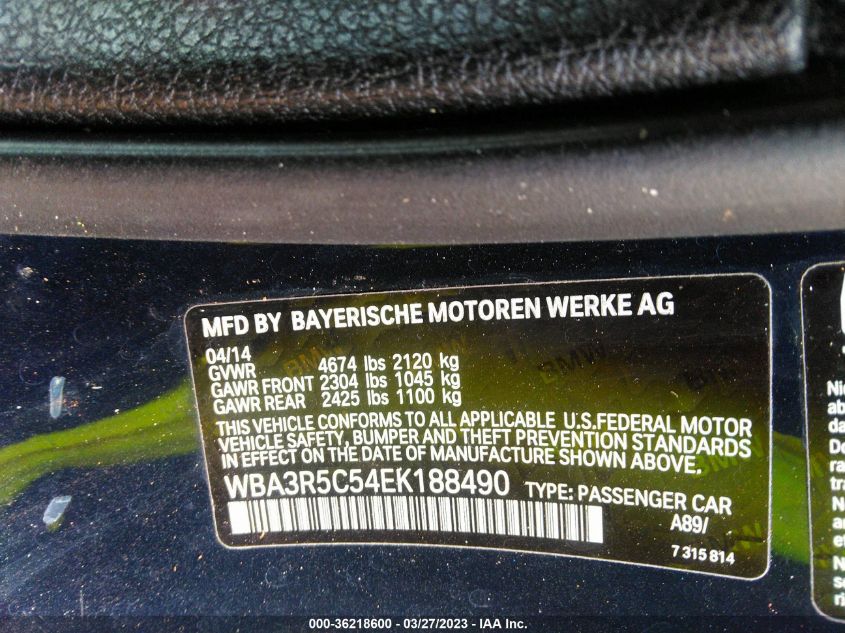 MFD BY BAYERISCHE MOTOREN WERKE AG
04/14
GVWR 4674 lbs 2120 kg
GAWR FRONT 2304 lbs 1045 kg
GAWR REAR 2425 lbs 1100 kg
THIS VEHICLE CONFORMS TO ALL APPLICABLE U.S.FEDERAL MOTOR
VEHICLE SAFETY, BUMPER AND THEFT PREVENTION STANDARDS
IN EFFECT ON THE DATE OF MANUFACTURE SHOWN ABOVE.
WBA3R5C54EK188490 TYPE: PASSENGER CAR
A89/
7 315 814
000-36218600 - 03/27/2023 - IAA Inc.